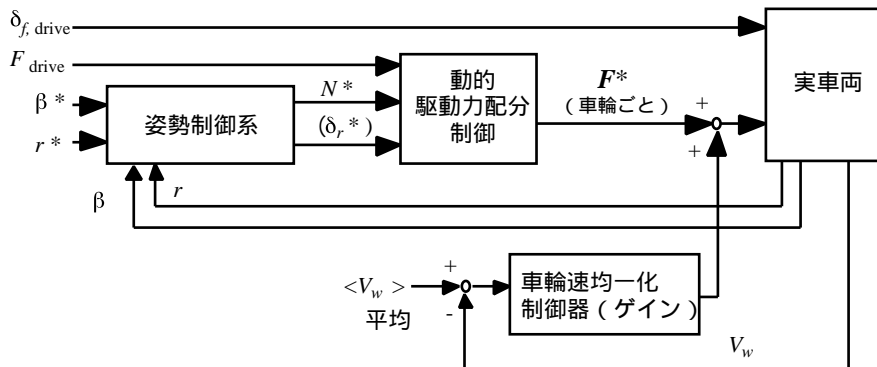 δf, drive
F drive
β *
r *
姿勢制御系
N *
(δr *)
動的
駆動力配分
制御
F*
(車輪ごと)
+
+
実車両
β
r
<Vw >
平均
+
-
車輪速均一化
制御器(ゲイン)
Vw